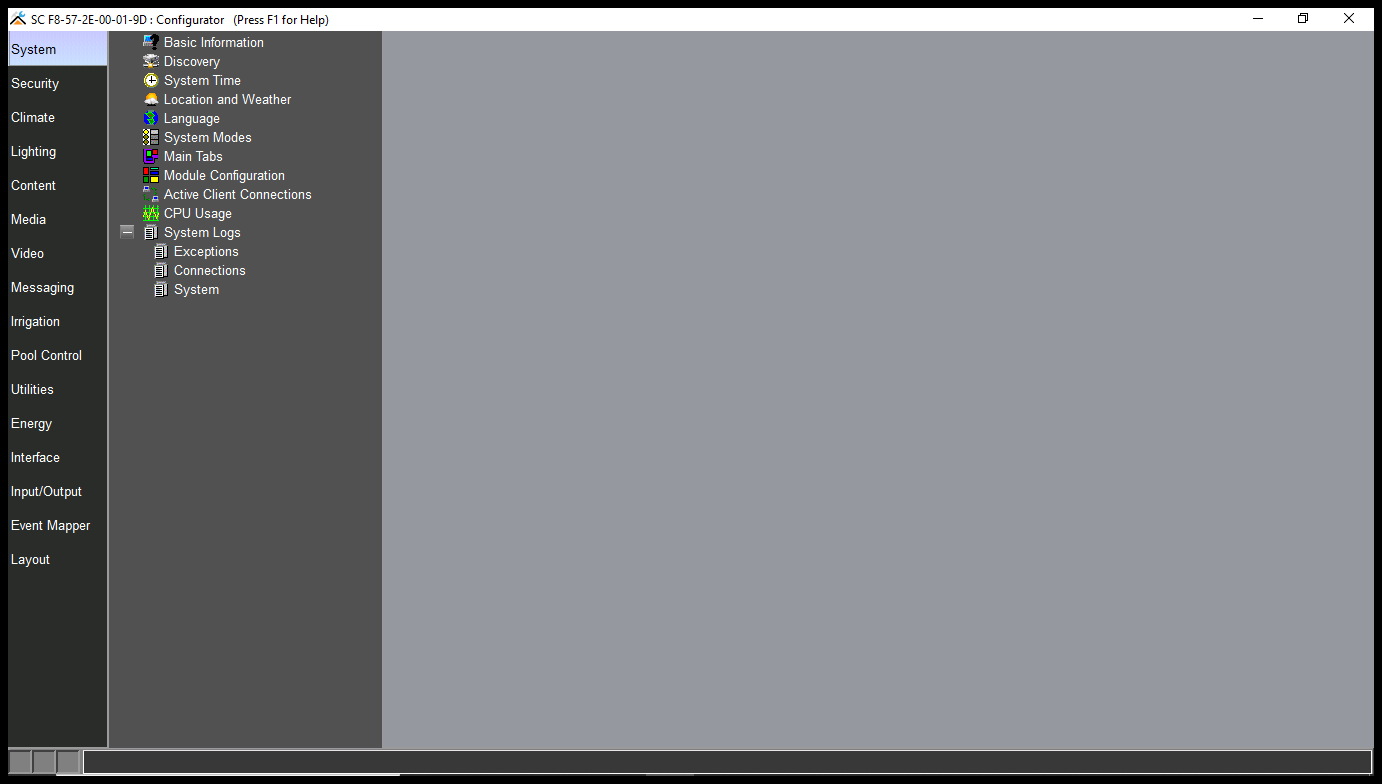 SC F8-57-2E-00-01-9D : Configurator (Press F1 for Help)
System
Security
Climate
Lighting
Content
Media
Video
Messaging
Irrigation
Pool Control
Utilities
Energy
Interface
Input/Output
Event Mapper
Layout
Basic Information
Discovery
System Time
Location and Weather
Language
System Modes
Main Tabs
Module Configuration
Active Client Connections
CPU Usage
System Logs
Exceptions
Connections
System